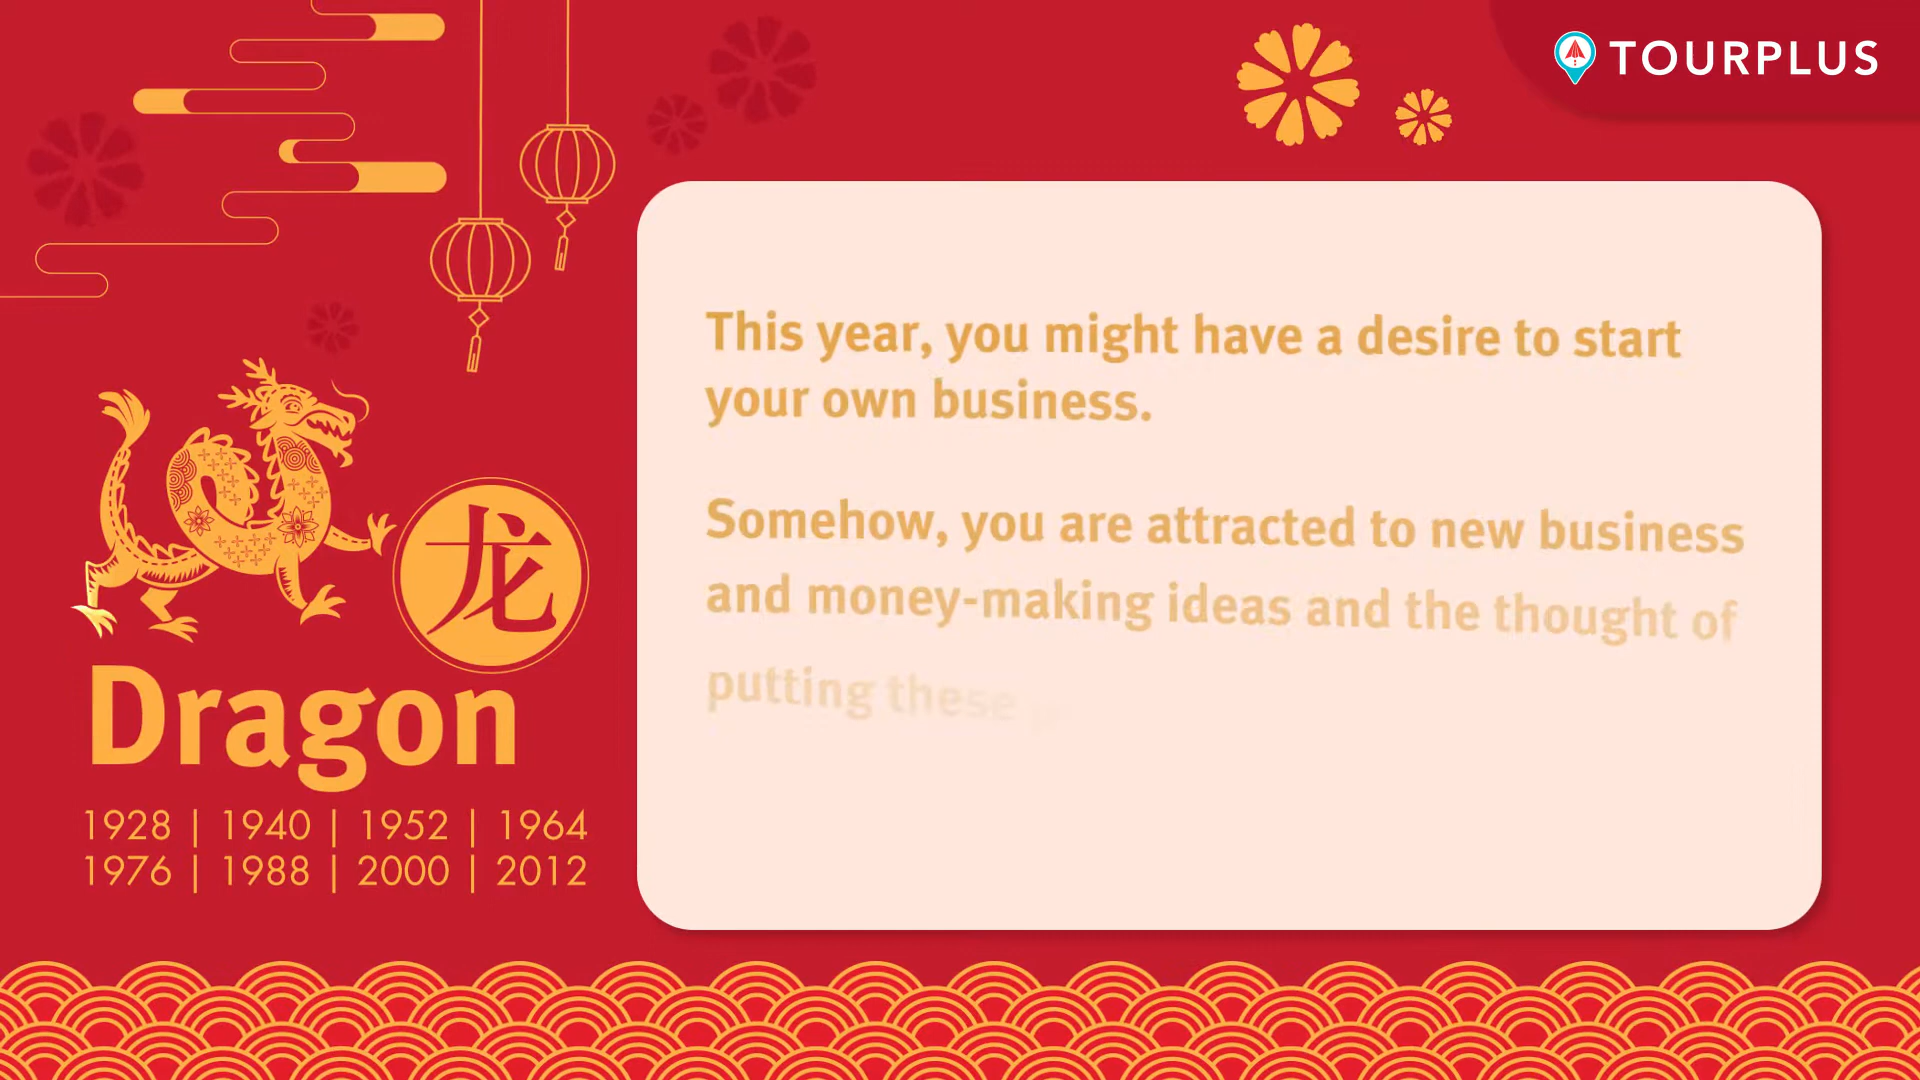 TOURPLUS
This year, you might have a desire to start
your own business.
Somehow, you are attracted to new business
and money-making ideas and the thought of
putting these
龙
Dragon
1928 | 1940 | 1952 | 1964
1976 | 1988 | 2000 | 2012